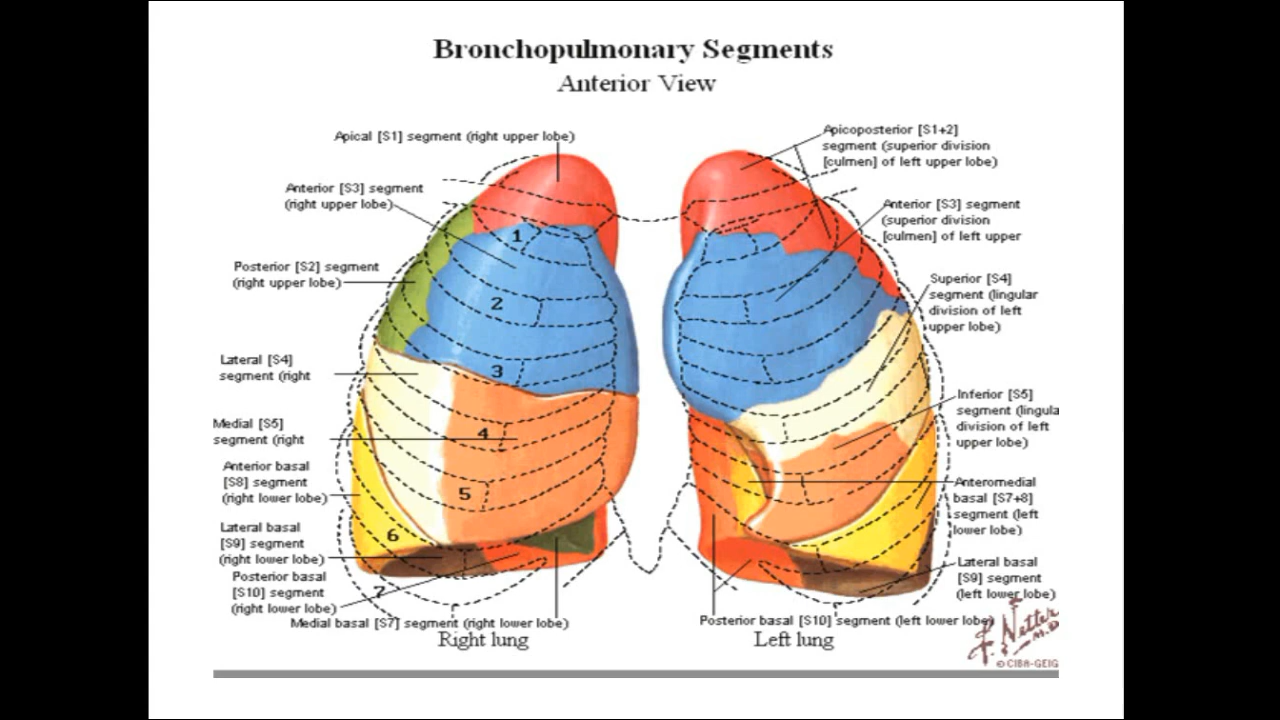 Bronchopulmonary Segments
Anterior View
Apical [S1] segment (right upper lobe)
Anterior [S3] segment
(right upper lobe)
Posterior [S2] segment
(right upper lobe)
Lateral [S4]
segment (right
Medial [S5]
segment (right
Anterior basal
[S8] segment
(right lower lobe)
Lateral basal
[S9] segment
(right lower lobe)
Posterior basal
[S10] segment
(right lower lobe)
Medial basal [S7] segment (right lower lobe)
Right lung
1
2
3
4
5
6
7
Apicoposterior [S1+2]
segment (superior division
[culmen] of left upper lobe)
Anterior [S3] segment
(superior division
[culmen] of left upper
Superior [S4]
segment (lingular
division of left
upper lobe)
Inferior [S5]
segment (lingula
division of left
upper lobe)
Anteromedial
basal [S7+8]
segment (left
lower lobe)
Lateral basal
[S9] segment
(left lower lobe)
Posterior basal [S10] segment (left lower lobe)
Left lung
F. Netter
M.D.
© CIBA-GEIG